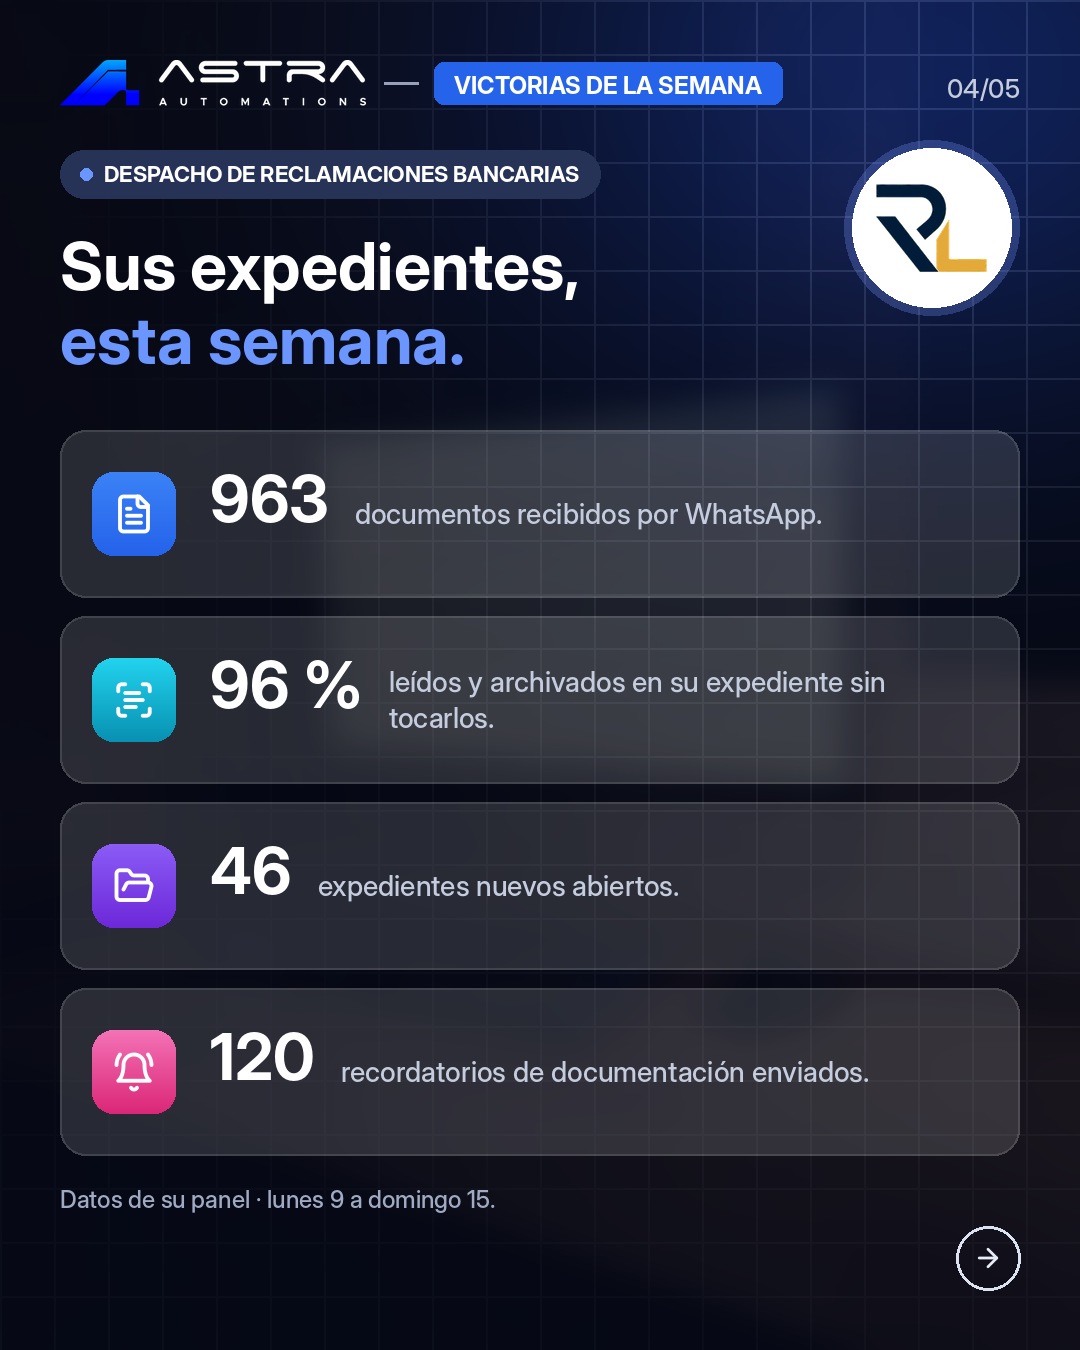 ASTRA
AUTOMATIONS
VICTORIAS DE LA SEMANA
04/05
DESPACHO DE RECLAMACIONES BANCARIAS
RL
Sus expedientes,
esta semana.
963 documentos recibidos por WhatsApp.
96 % leídos y archivados en su expediente sin
tocarlos.
46 expedientes nuevos abiertos.
120 recordatorios de documentación enviados.
Datos de su panel · lunes 9 a domingo 15.